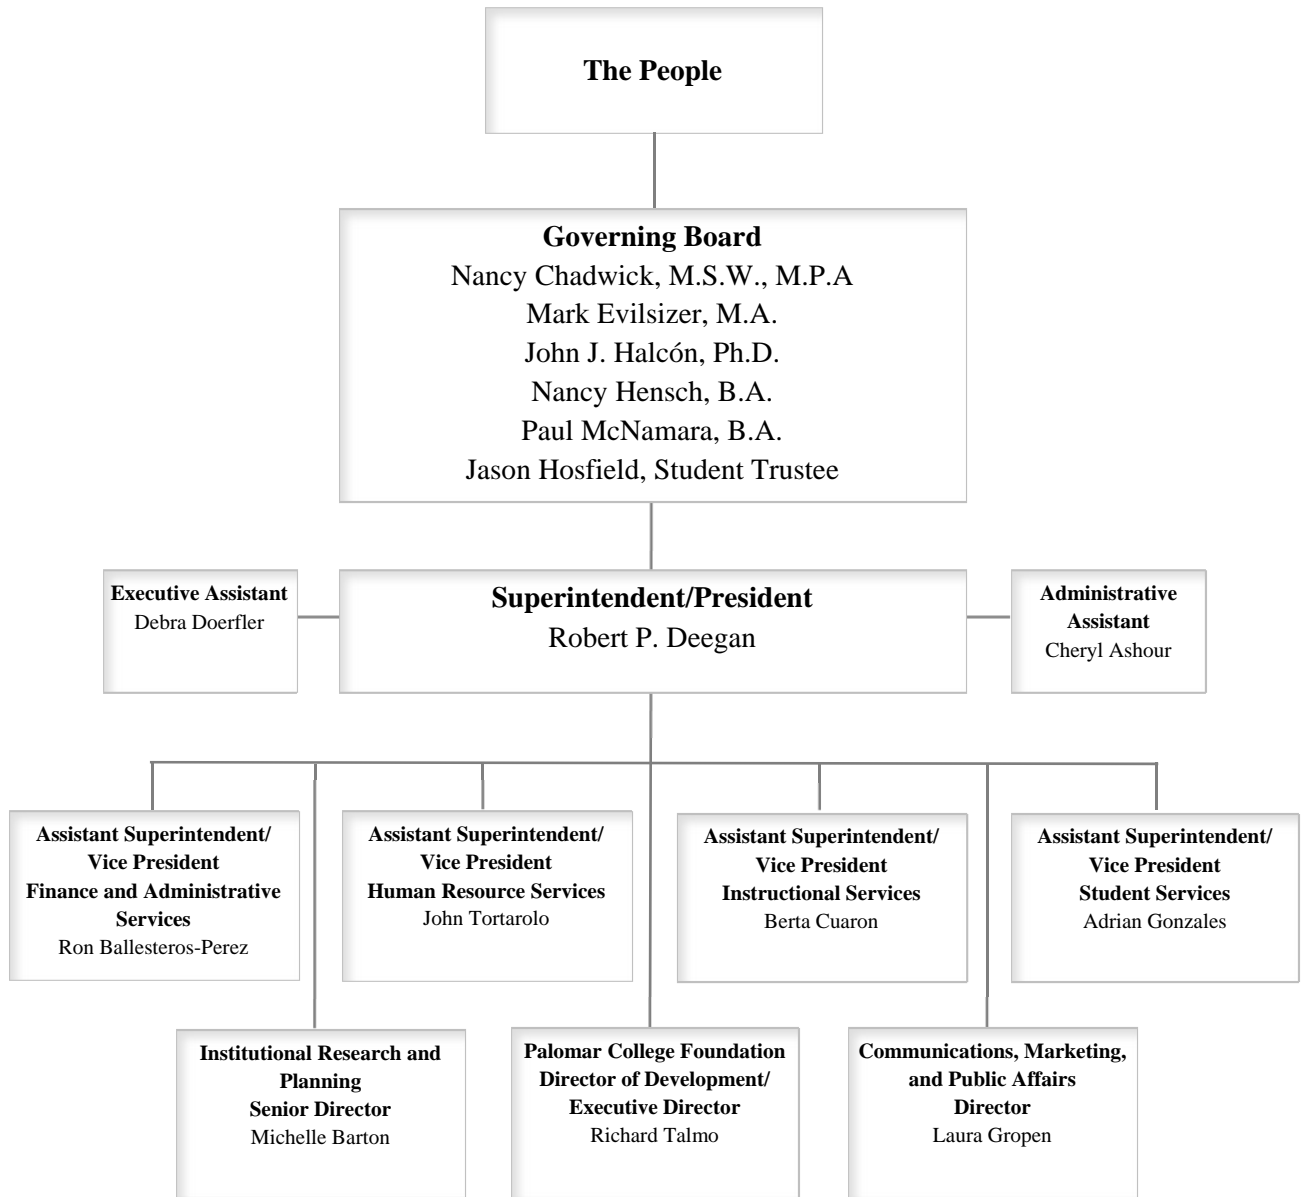 The People
Governing Board
Nancy Chadwick, M.S.W., M.P.A
Mark Evilsizer, M.A.
John J. Halcón, Ph.D.
Nancy Hensch, B.A.
Paul McNamara, B.A.
Jason Hosfield, Student Trustee
Executive Assistant
Debra Doerfler
Superintendent/President
Robert P. Deegan
Administrative
Assistant
Cheryl Ashour
Assistant Superintendent/
Vice President
Finance and Administrative
Services
Ron Ballesteros-Perez
Assistant Superintendent/
Vice President
Human Resource Services
John Tortarolo
Assistant Superintendent/
Vice President
Instructional Services
Berta Cuaron
Assistant Superintendent/
Vice President
Student Services
Adrian Gonzales
Institutional Research and
Planning
Senior Director
Michelle Barton
Palomar College Foundation
Director of Development/
Executive Director
Richard Talmo
Communications, Marketing,
and Public Affairs
Director
Laura Gropen